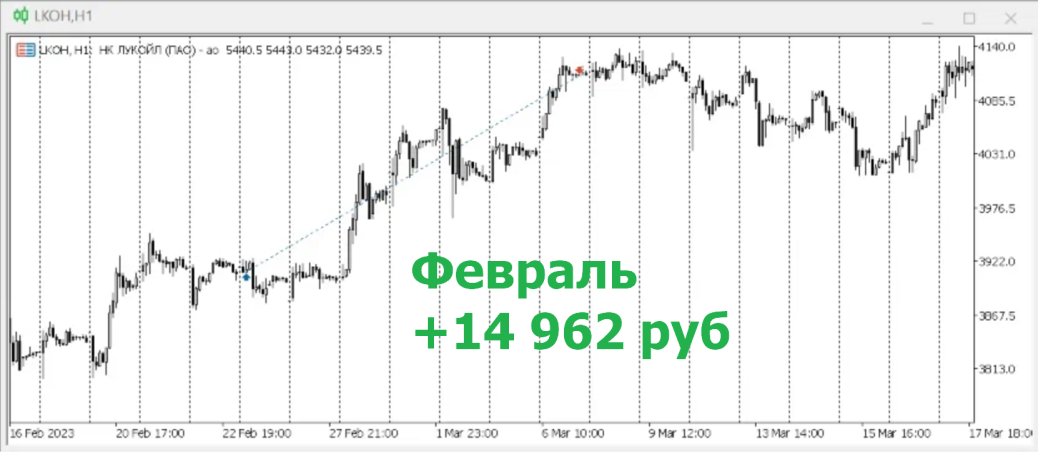 LKOH,H1
LKOH, H1: НК ЛУКОЙЛ (ПАО) - ао 5440.5 5443.0 5432.0 5439.5
4140.0
4085.5
4031.0
3976.5
3922.0
3867.5
3813.0
Февраль
+14 962 руб
16 Feb 2023 20 Feb 17:00 22 Feb 19:00 27 Feb 21:00 1 Mar 23:00 6 Mar 10:00 9 Mar 12:00 13 Mar 14:00 15 Mar 16:00 17 Mar 18:00